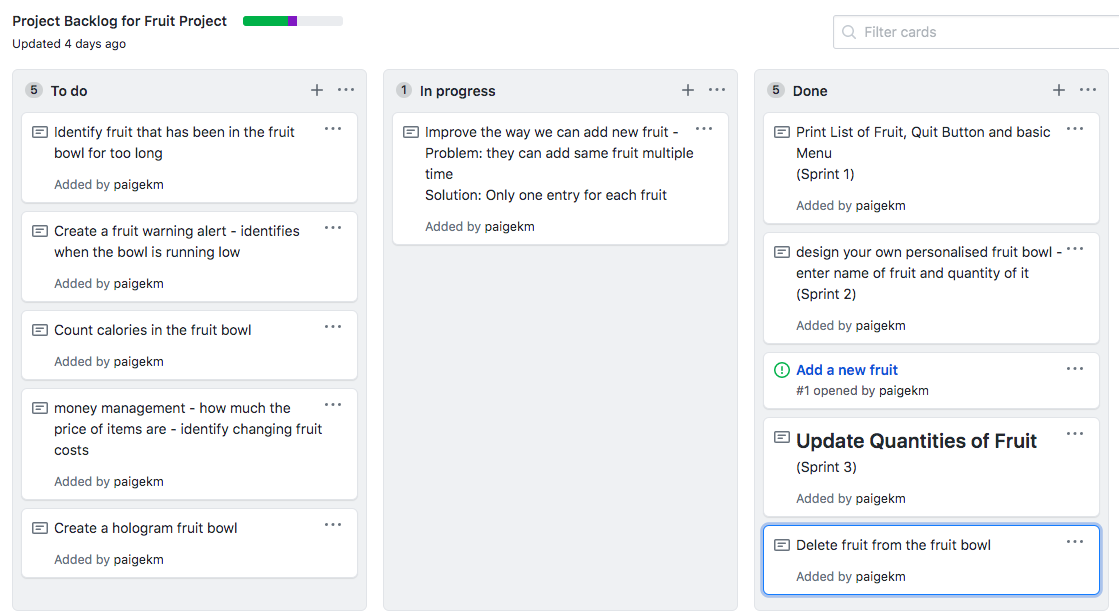 Project Backlog for Fruit Project
Updated 4 days ago
Filter cards
5 To do
Identify fruit that has been in the fruit
bowl for too long
Added by paigekm
Create a fruit warning alert - identifies
when the bowl is running low
Added by paigekm
Count calories in the fruit bowl
Added by paigekm
money management - how much the
price of items are - identify changing fruit
costs
Added by paigekm
Create a hologram fruit bowl
Added by paigekm
1 In progress
Improve the way we can add new fruit -
Problem: they can add same fruit multiple
time
Solution: Only one entry for each fruit
Added by paigekm
5 Done
Print List of Fruit, Quit Button and basic
Menu
(Sprint 1)
Added by paigekm
design your own personalised fruit bowl -
enter name of fruit and quantity of it
(Sprint 2)
Added by paigekm
Add a new fruit
#1 opened by paigekm
Update Quantities of Fruit
(Sprint 3)
Added by paigekm
Delete fruit from the fruit bowl
Added by paigekm